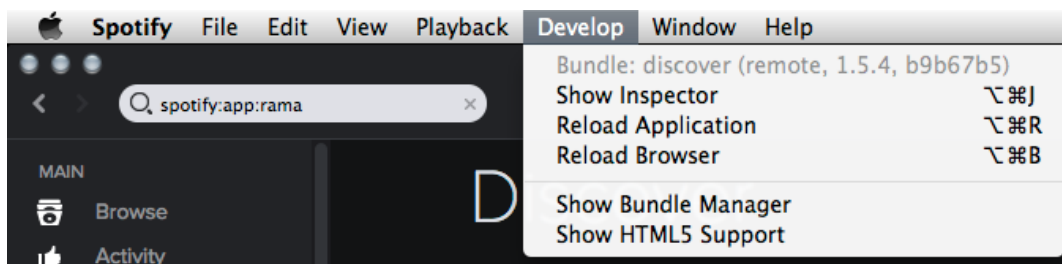 Spotify File Edit View Playback Develop Window Help
Bundle: discover (remote, 1.5.4, b9b67b5)
Show Inspector ⌥⌘J
Reload Application ⌥⌘R
Reload Browser ⌥⌘B
Show Bundle Manager
Show HTML5 Support
spotify:app:rama
MAIN
Browse
Activity
Discover